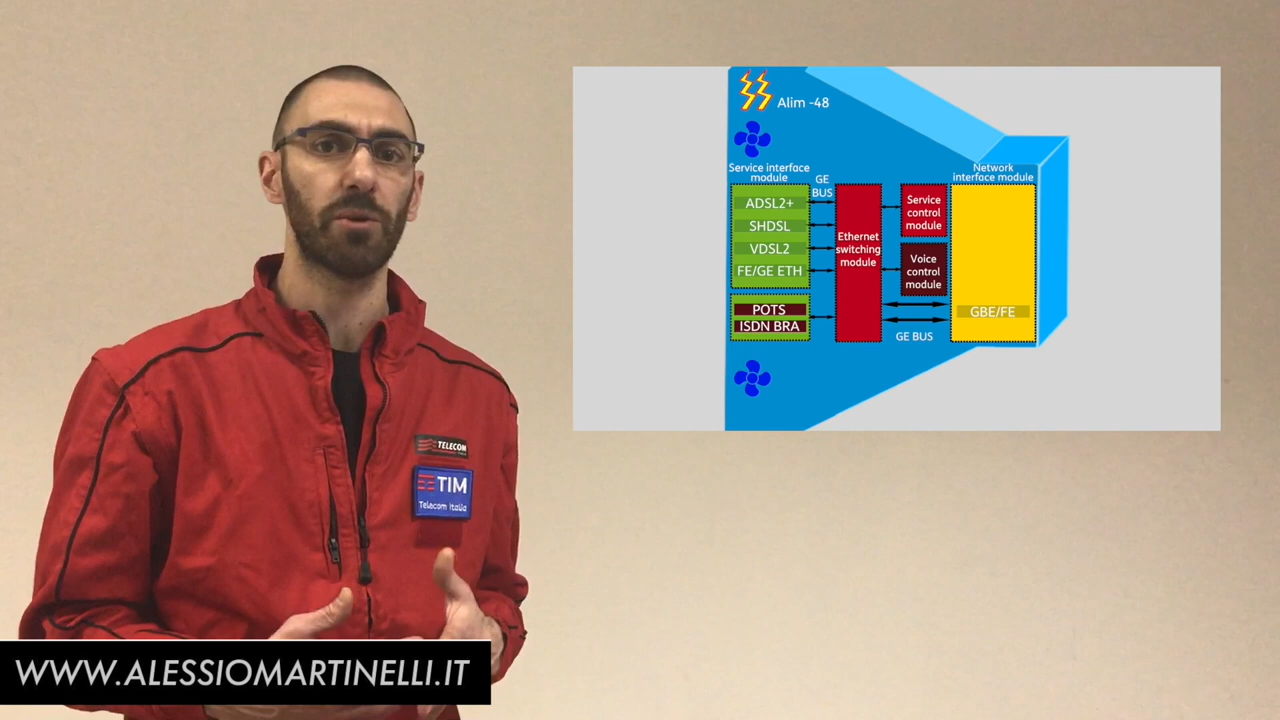 Alim -48
Service interface
module
GE
BUS
Network
interface module
ADSL2+
SHDSL
VDSL2
FE/GE ETH
POTS
ISDN BRA
Ethernet
switching
module
Service
control
module
Voice
control
module
GBE/FE
GE BUS
TELECOM
TIM
Telecom Italia
WWW.ALESSIOMARTINELLI.IT